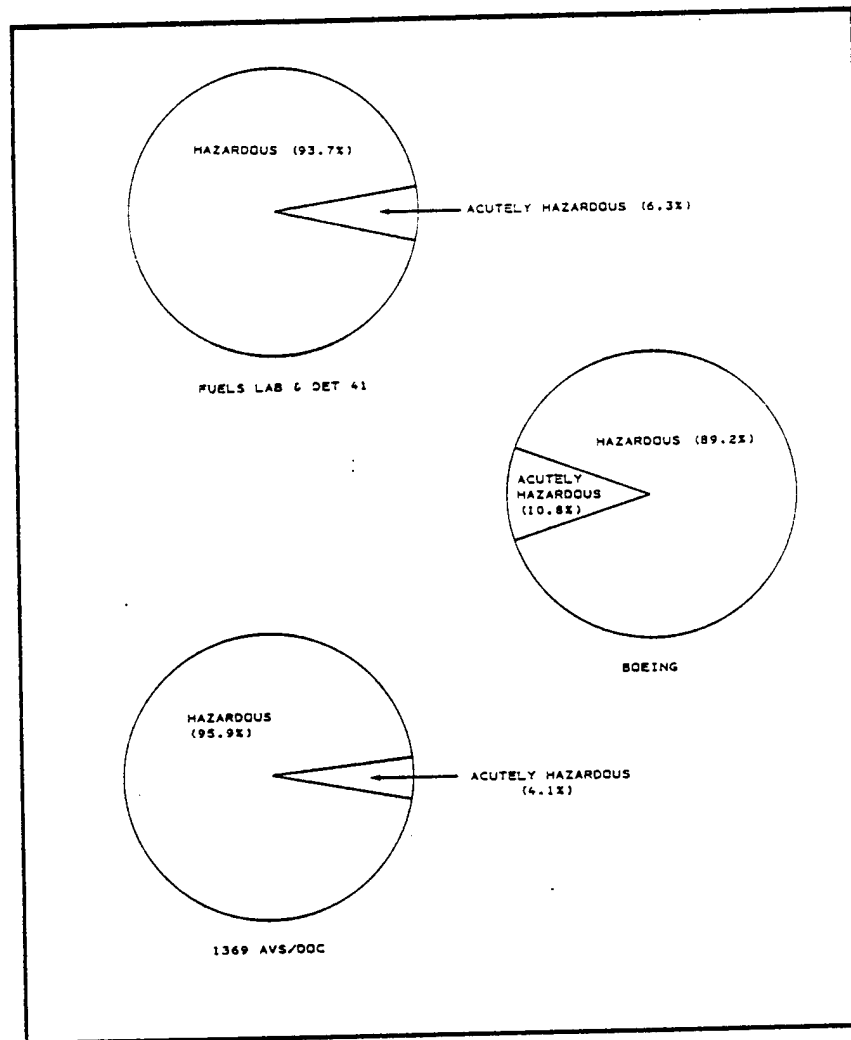 HAZARDOUS (93.7%)
ACUTELY HAZARDOUS (6.3%)
FUELS LAB & DET 41
HAZARDOUS (89.2%)
ACUTELY
HAZARDOUS
(10.8%)
BOEING
HAZARDOUS
(95.9%)
ACUTELY HAZARDOUS
(4.1%)
1369 AVS/DOC